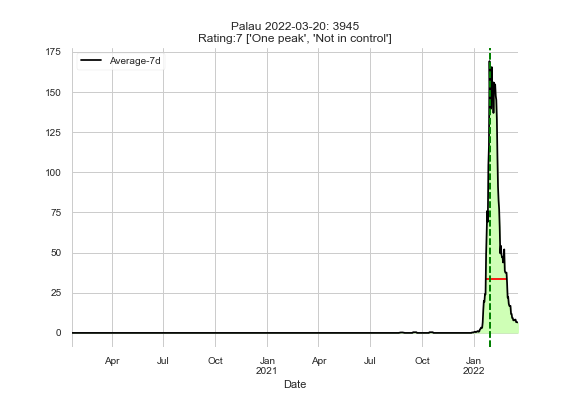 Palau 2022-03-20: 3945
Rating:7 ['One peak', 'Not in control']
Average-7d
175
150
125
100
75
50
25
0
Apr Jul Oct Jan Apr Jul Oct Jan
2021 2022
Date